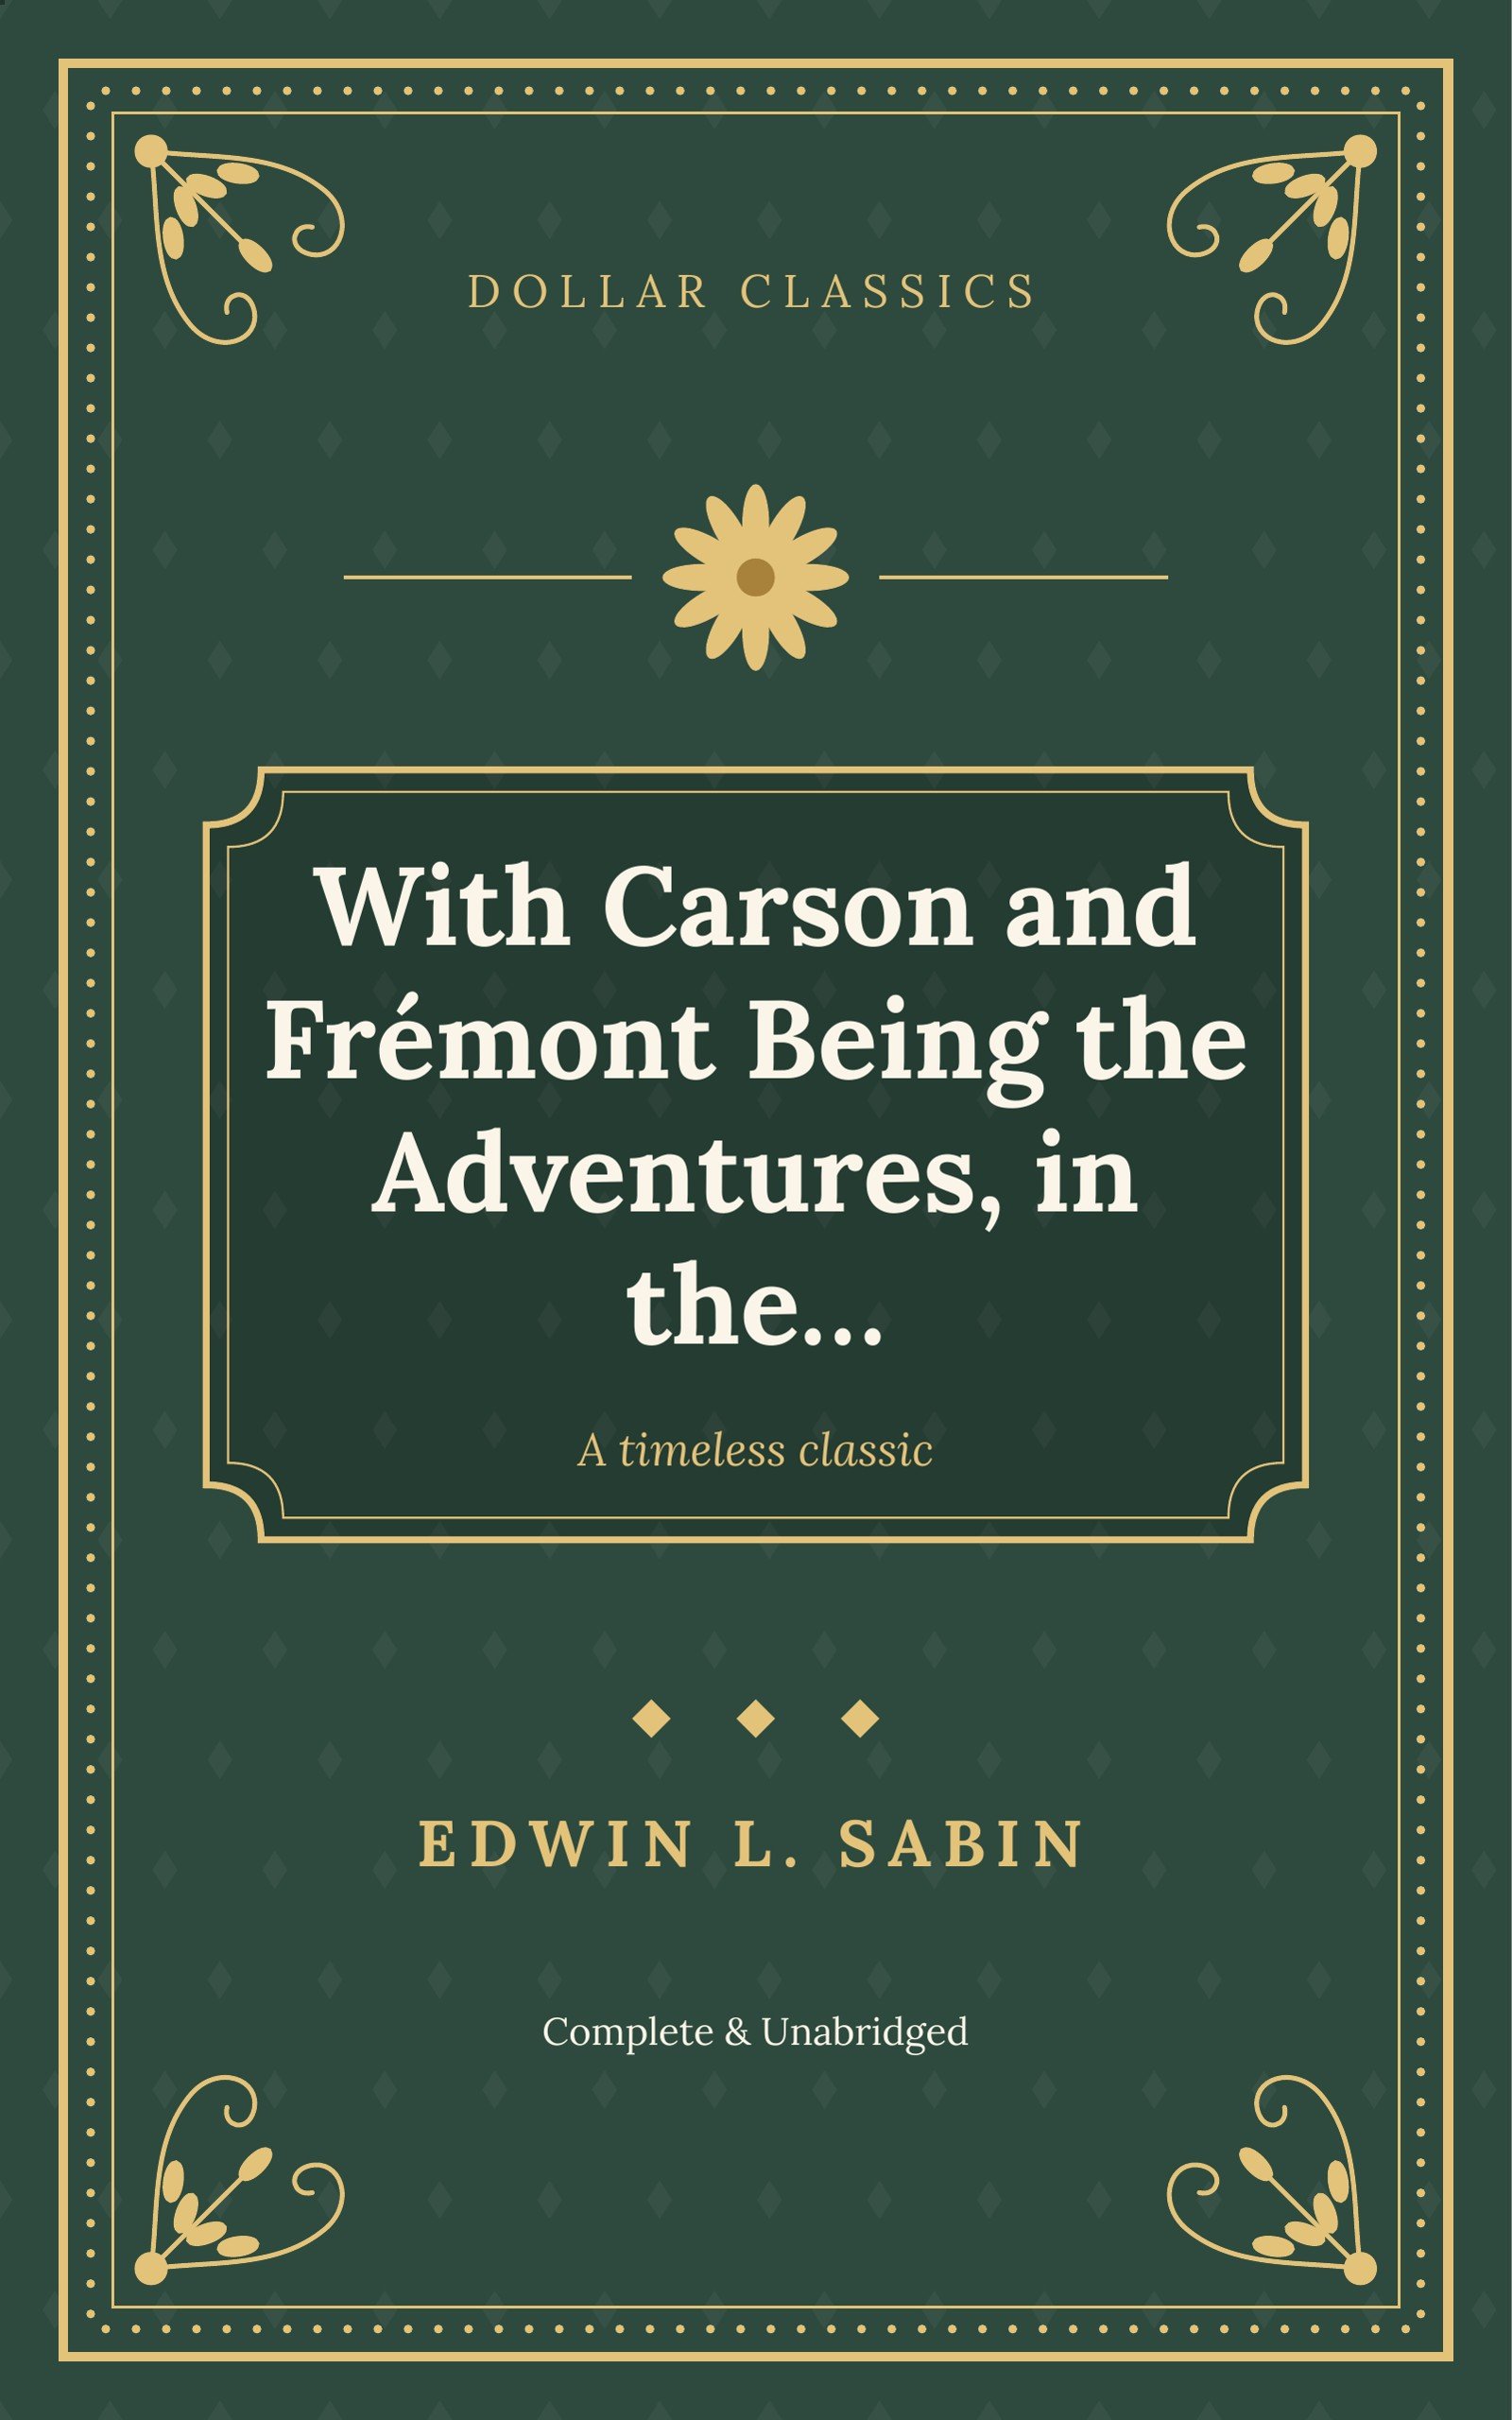 DOLLAR CLASSICS
With Carson and
Frémont Being the
Adventures, in
the...
A timeless classic
EDWIN L. SABIN
Complete & Unabridged